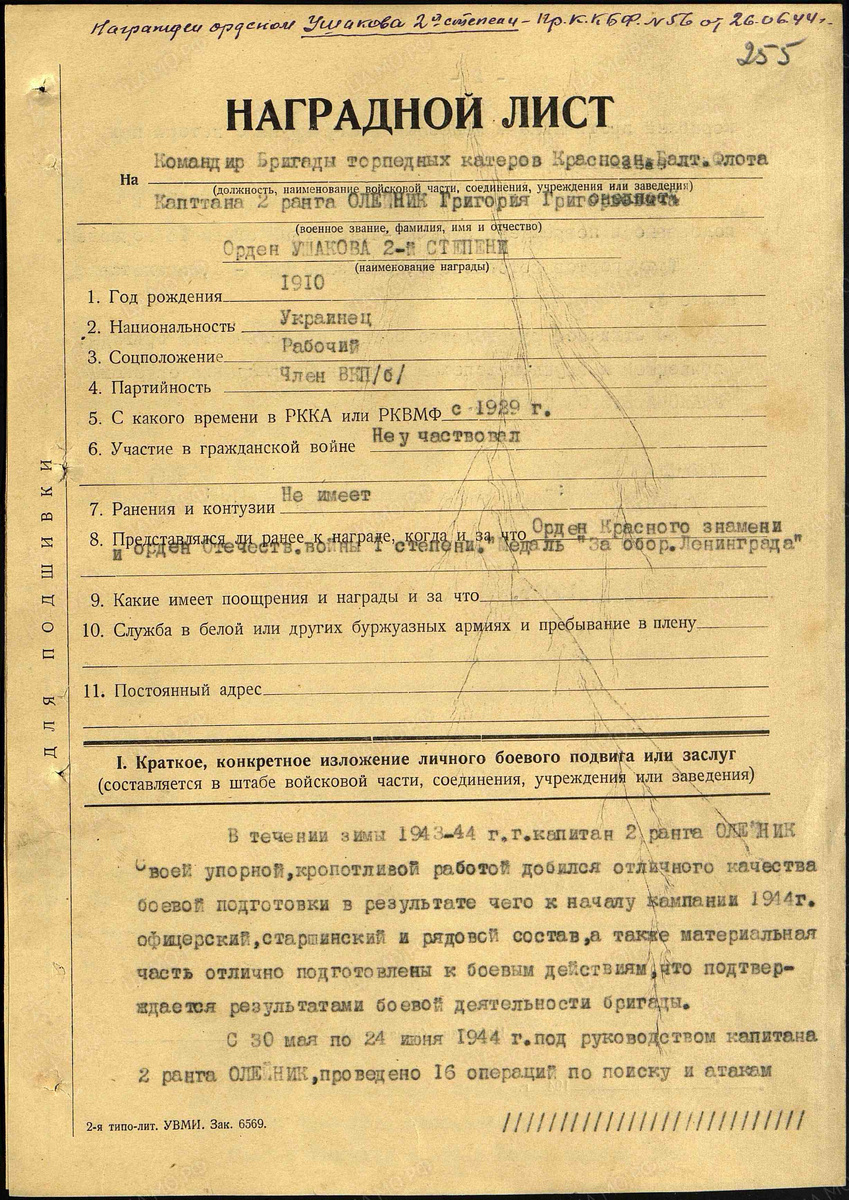 Награжден орденом Ушакова 2й степени – Пр. К. КБФ. №56 от 26.06.44 г.
255
НАГРАДНОЙ ЛИСТ
На Командир Бригады торпедных катеров Краснозн. Балт. Флота
(должность, наименование войсковой части, соединения, учреждения или заведения)
Капттана 2 ранга ОЛЕЙНИК Григория Григорьевича
(военное звание, фамилия, имя и отчество)
Орден УШАКОВА 2-й СТЕПЕНИ
(наименование награды)
1. Год рождения 1910
2. Национальность Украинец
3. Соцположение Рабочий
4. Партийность Член ВКП/б/
5. С какого времени в РККА или РКВМФ с 1929 г.
6. Участие в гражданской войне Не участвовал
7. Ранения и контузии Не имеет
8. Представлялся ли ранее к награде, когда и за что Орден Красного знамени
и орден Отечеств.войны I степени." Медаль "За обор.Ленинграда"
9. Какие имеет поощрения и награды и за что
10. Служба в белой или других буржуазных армиях и пребывание в плену
11. Постоянный адрес
ДЛЯ ПОДШИВКИ
I. Краткое, конкретное изложение личного боевого подвига или заслуг
(составляется в штабе войсковой части, соединения, учреждения или заведения)
В течении зимы 1943-44 г.г.капитан 2 ранга ОЛЕЙНИК
своей упорной,кропотливой работой добился отличного качества
боевой подготовки в результате чего к началу кампании 1944г.
офицерский,старшинский и рядовой состав,а также материальная
часть отлично подготовлены к боевым действиям,что подтвер-
ждается результатами боевой деятельности бригады.
С 30 мая по 24 июня 1944 г.под руководством капитана
2 ранга ОЛЕЙНИК,проведено 16 операций по поиску и атакам
2-я типо-лит. УВМИ. Зак. 6569.